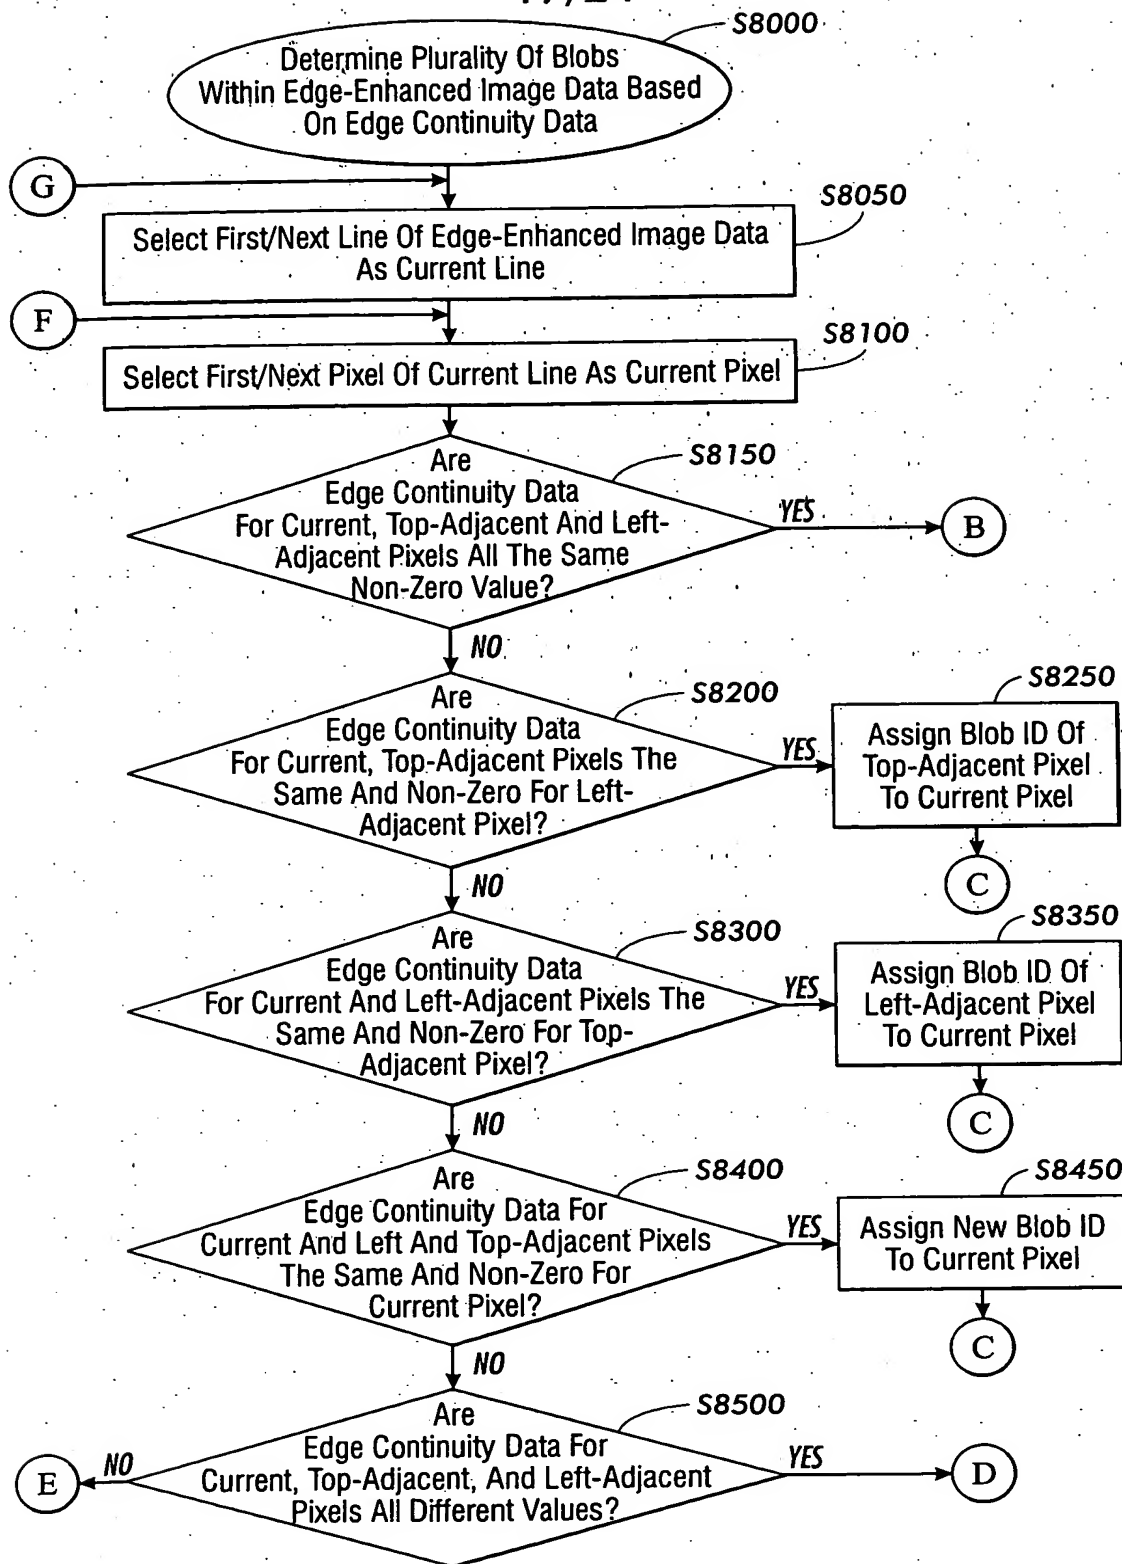 S8000
Determine Plurality Of Blobs
Within Edge-Enhanced Image Data Based
On Edge Continuity Data
G
S8050
Select First/Next Line Of Edge-Enhanced Image Data
As Current Line
F
S8100
Select First/Next Pixel Of Current Line As Current Pixel
S8150
Are
Edge Continuity Data
For Current, Top-Adjacent And Left-
Adjacent Pixels All The Same
Non-Zero Value?
YES
B
NO
S8200
Are
Edge Continuity Data
For Current, Top-Adjacent Pixels The
Same And Non-Zero For Left-
Adjacent Pixel?
YES
S8250
Assign Blob ID Of
Top-Adjacent Pixel
To Current Pixel
C
NO
S8300
Are
Edge Continuity Data
For Current And Left-Adjacent Pixels The
Same And Non-Zero For Top-
Adjacent Pixel?
YES
S8350
Assign Blob ID Of
Left-Adjacent Pixel
To Current Pixel
C
NO
S8400
Are
Edge Continuity Data For
Current And Left And Top-Adjacent Pixels
The Same And Non-Zero For
Current Pixel?
YES
S8450
Assign New Blob ID
To Current Pixel
C
NO
S8500
Are
Edge Continuity Data For
Current, Top-Adjacent, And Left-Adjacent
Pixels All Different Values?
NO
E
YES
D